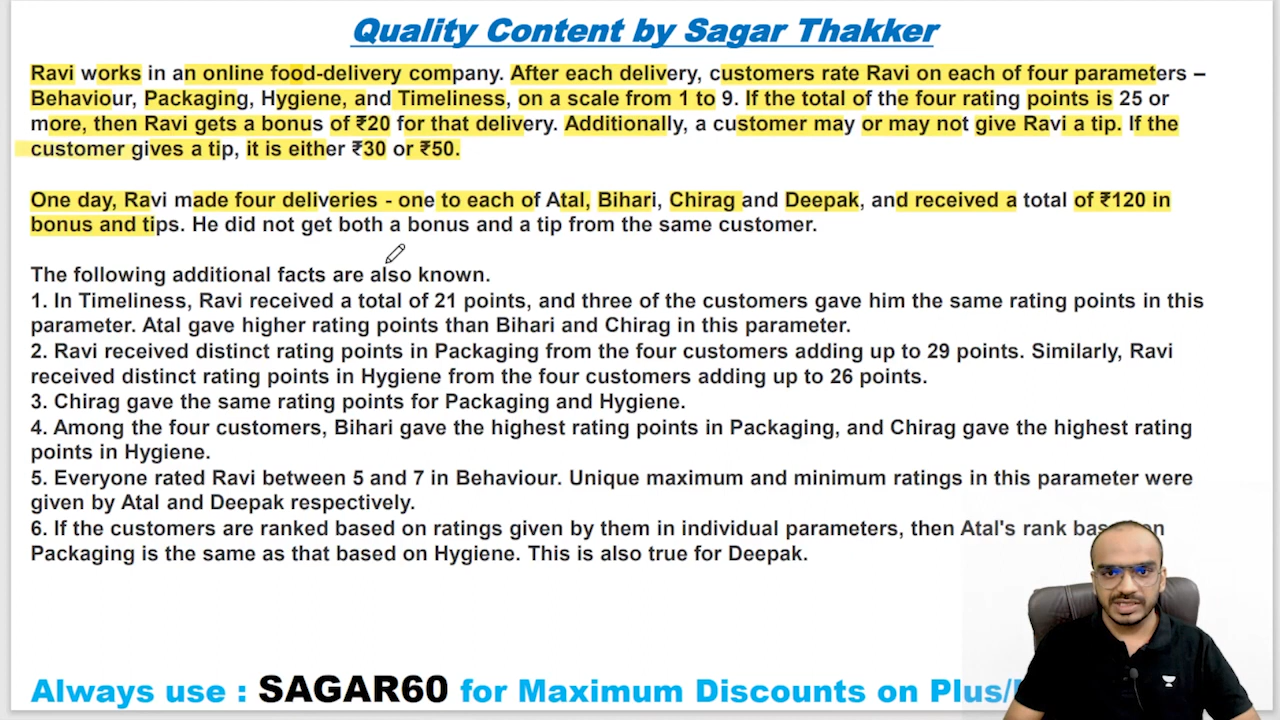 Quality Content by Sagar Thakker
Ravi works in an online food-delivery company. After each delivery, customers rate Ravi on each of four parameters –
Behaviour, Packaging, Hygiene, and Timeliness, on a scale from 1 to 9. If the total of the four rating points is 25 or
more, then Ravi gets a bonus of ₹20 for that delivery. Additionally, a customer may or may not give Ravi a tip. If the
customer gives a tip, it is either ₹30 or ₹50.
One day, Ravi made four deliveries - one to each of Atal, Bihari, Chirag and Deepak, and received a total of ₹120 in
bonus and tips. He did not get both a bonus and a tip from the same customer.
The following additional facts are also known.
1. In Timeliness, Ravi received a total of 21 points, and three of the customers gave him the same rating points in this
parameter. Atal gave higher rating points than Bihari and Chirag in this parameter.
2. Ravi received distinct rating points in Packaging from the four customers adding up to 29 points. Similarly, Ravi
received distinct rating points in Hygiene from the four customers adding up to 26 points.
3. Chirag gave the same rating points for Packaging and Hygiene.
4. Among the four customers, Bihari gave the highest rating points in Packaging, and Chirag gave the highest rating
points in Hygiene.
5. Everyone rated Ravi between 5 and 7 in Behaviour. Unique maximum and minimum ratings in this parameter were
given by Atal and Deepak respectively.
6. If the customers are ranked based on ratings given by them in individual parameters, then Atal's rank on
Packaging is the same as that based on Hygiene. This is also true for Deepak.
Always use : SAGAR60 for Maximum Discounts on Plus/